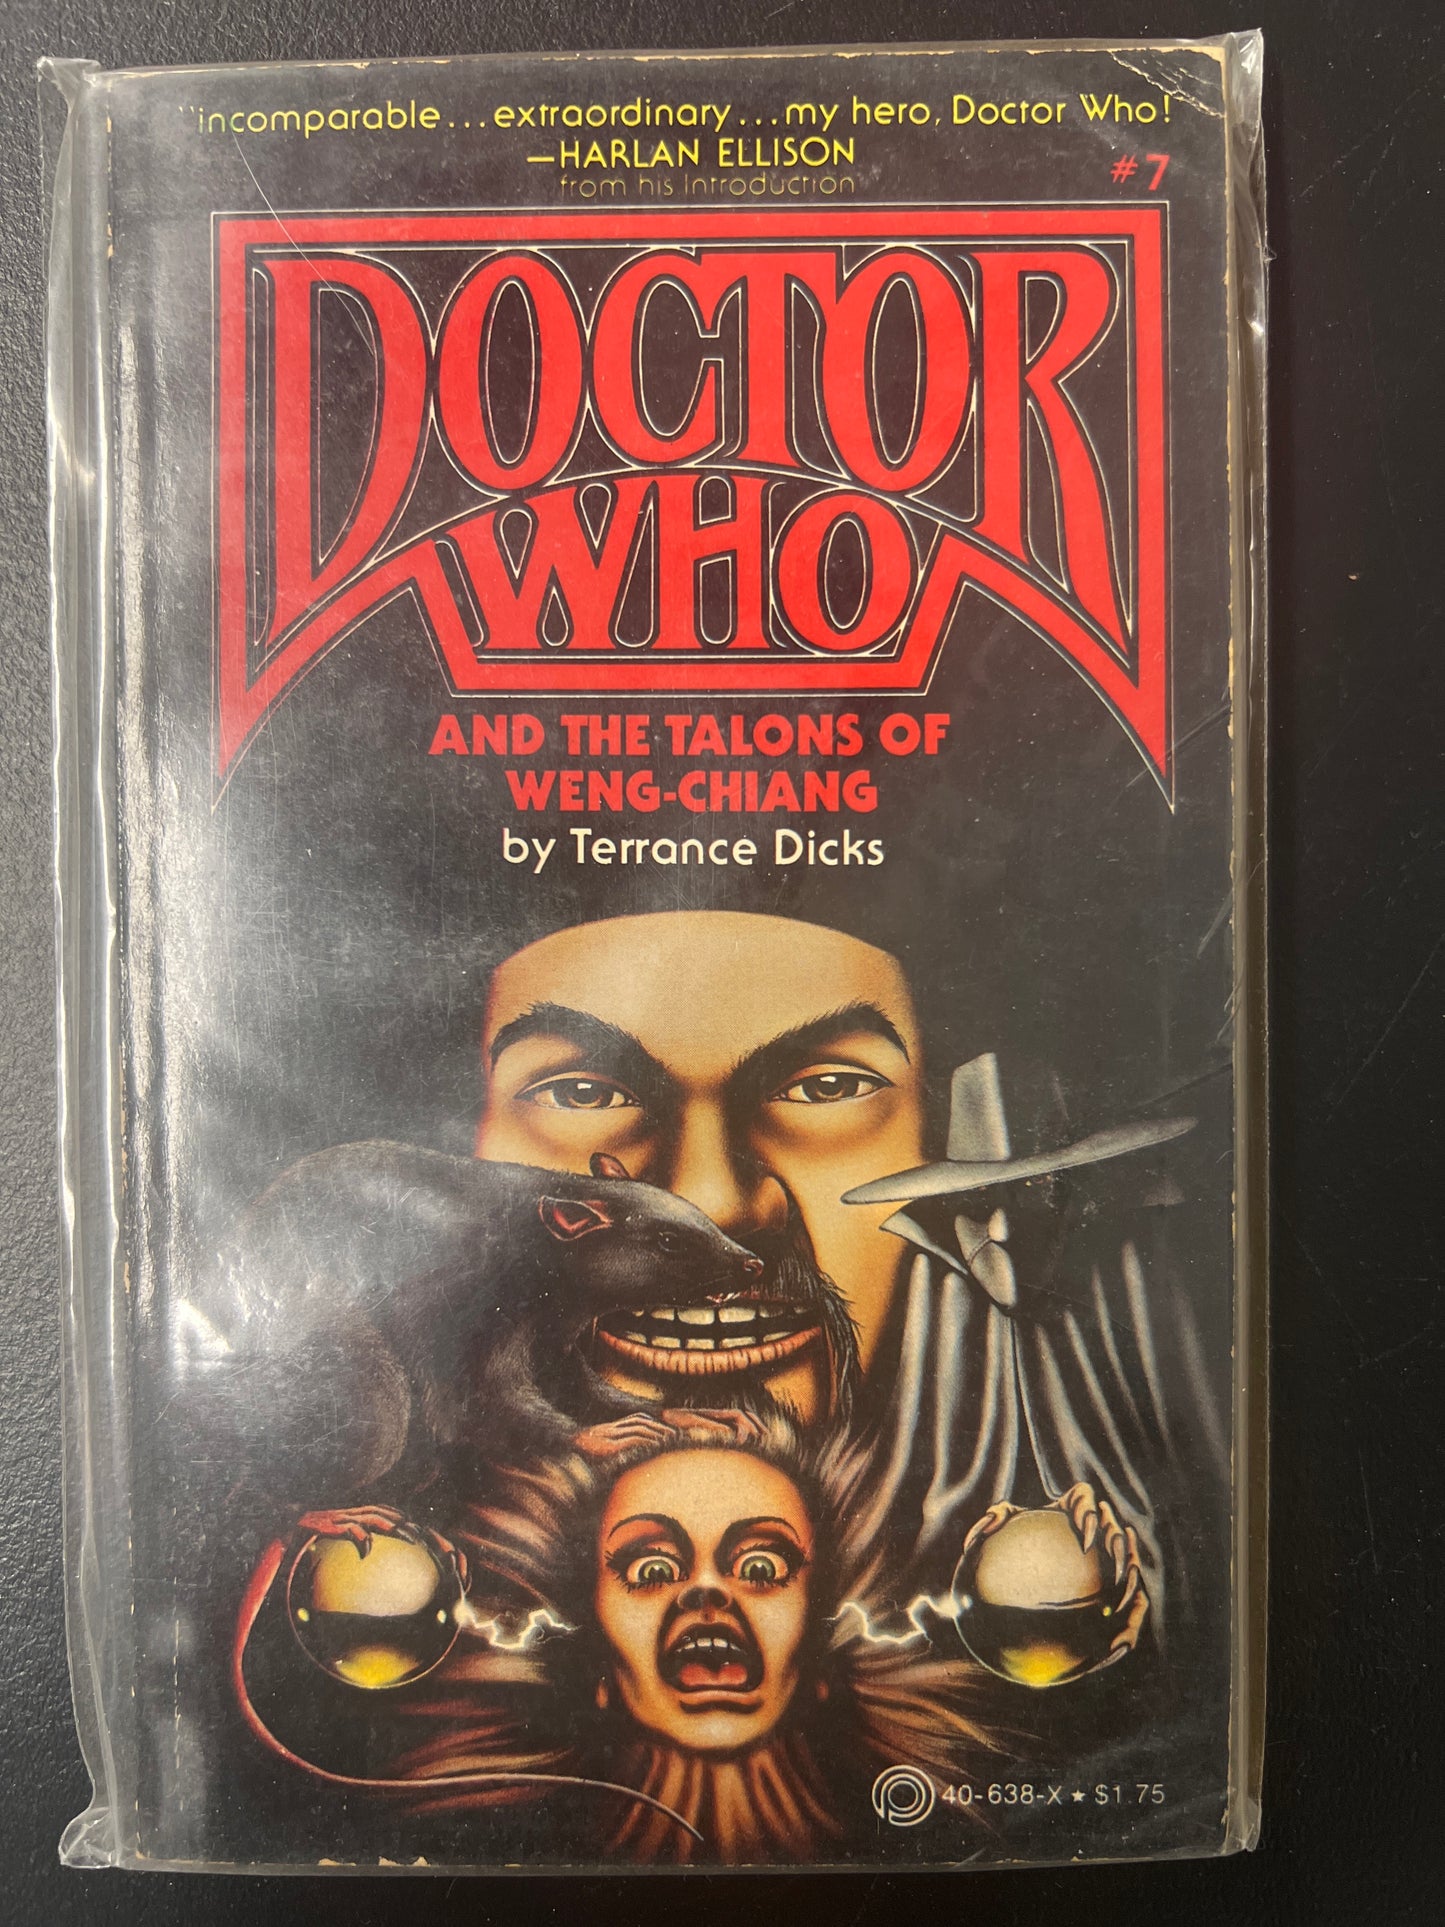 "incomparable...extraordinary...my hero, Doctor Who!
—HARLAN ELLISON
from his Introduction
#7
DOCTOR
WHO
AND THE TALONS OF
WENG-CHIANG
by Terrance Dicks
40-638-X ★ $1.75